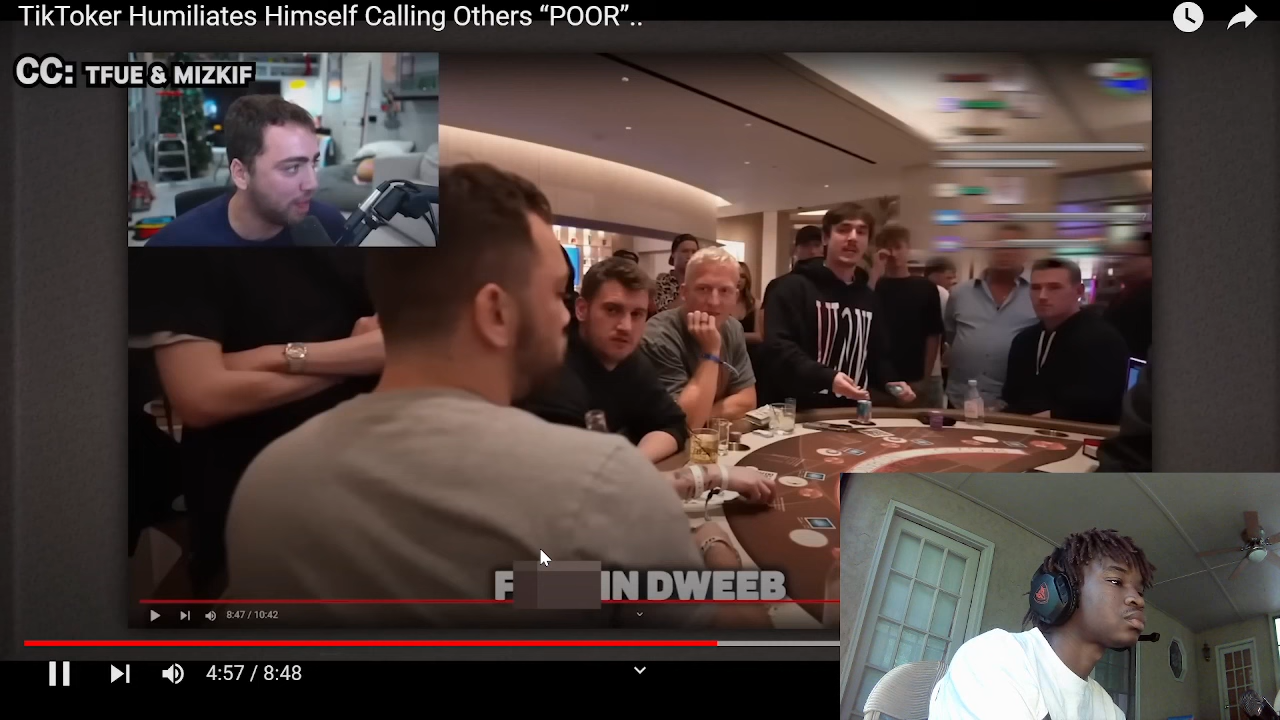 TikToker Humiliates Himself Calling Others “POOR”..
CC: TFUE & MIZKIF
F
IN DWEEB
8:47 / 10:42
4:57 / 8:48